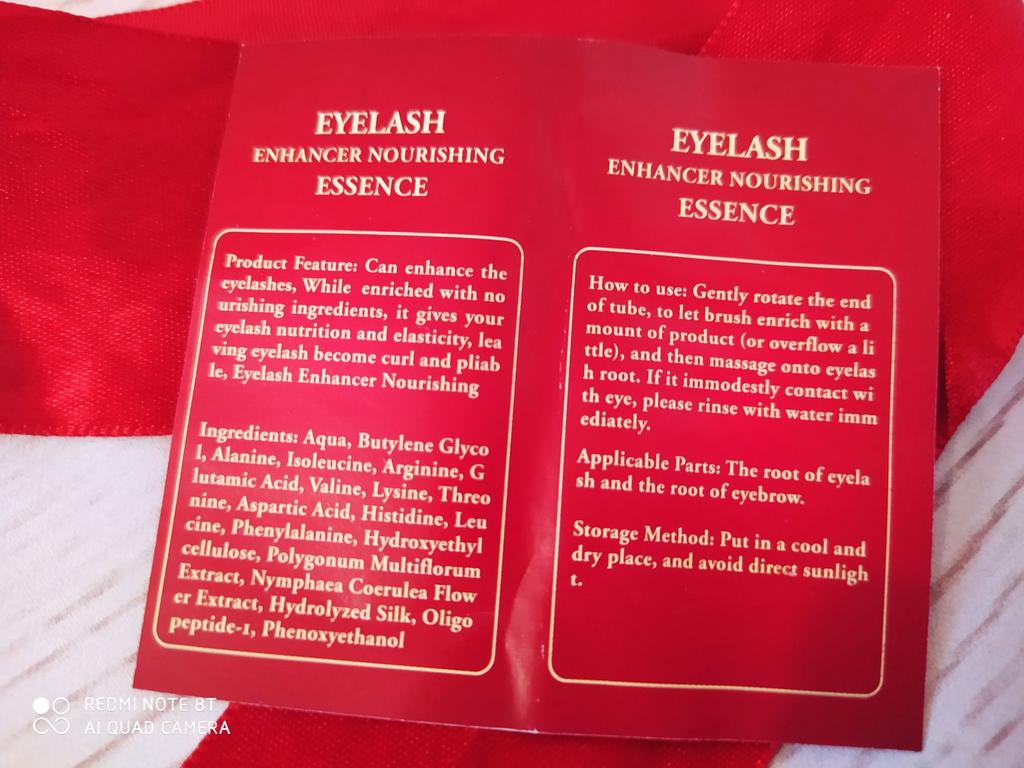 EYELASH
ENHANCER NOURISHING
ESSENCE
Product Feature: Can enhance the
eyelashes, While enriched with no
urishing ingredients, it gives your
eyelash nutrition and elasticity, lea
ving eyelash become curl and pliab
le, Eyelash Enhancer Nourishing
Ingredients: Aqua, Butylene Glyco
l, Alanine, Isoleucine, Arginine, G
lutamic Acid, Valine, Lysine, Threo
nine, Aspartic Acid, Histidine, Leu
cine, Phenylalanine, Hydroxyethyl
cellulose, Polygonum Multiflorum
Extract, Nymphaea Coerulea Flow
er Extract, Hydrolyzed Silk, Oligo
peptide-1, Phenoxyethanol
EYELASH
ENHANCER NOURISHING
ESSENCE
How to use: Gently rotate the end
of tube, to let brush enrich with a
mount of product (or overflow a li
ttle), and then massage onto eyelas
h root. If it immodestly contact wi
th eye, please rinse with water imm
ediately.
Applicable Parts: The root of eyela
sh and the root of eyebrow.
Storage Method: Put in a cool and
dry place, and avoid direct sunligh
t.
REDMI NOTE 8T
AI QUAD CAMERA